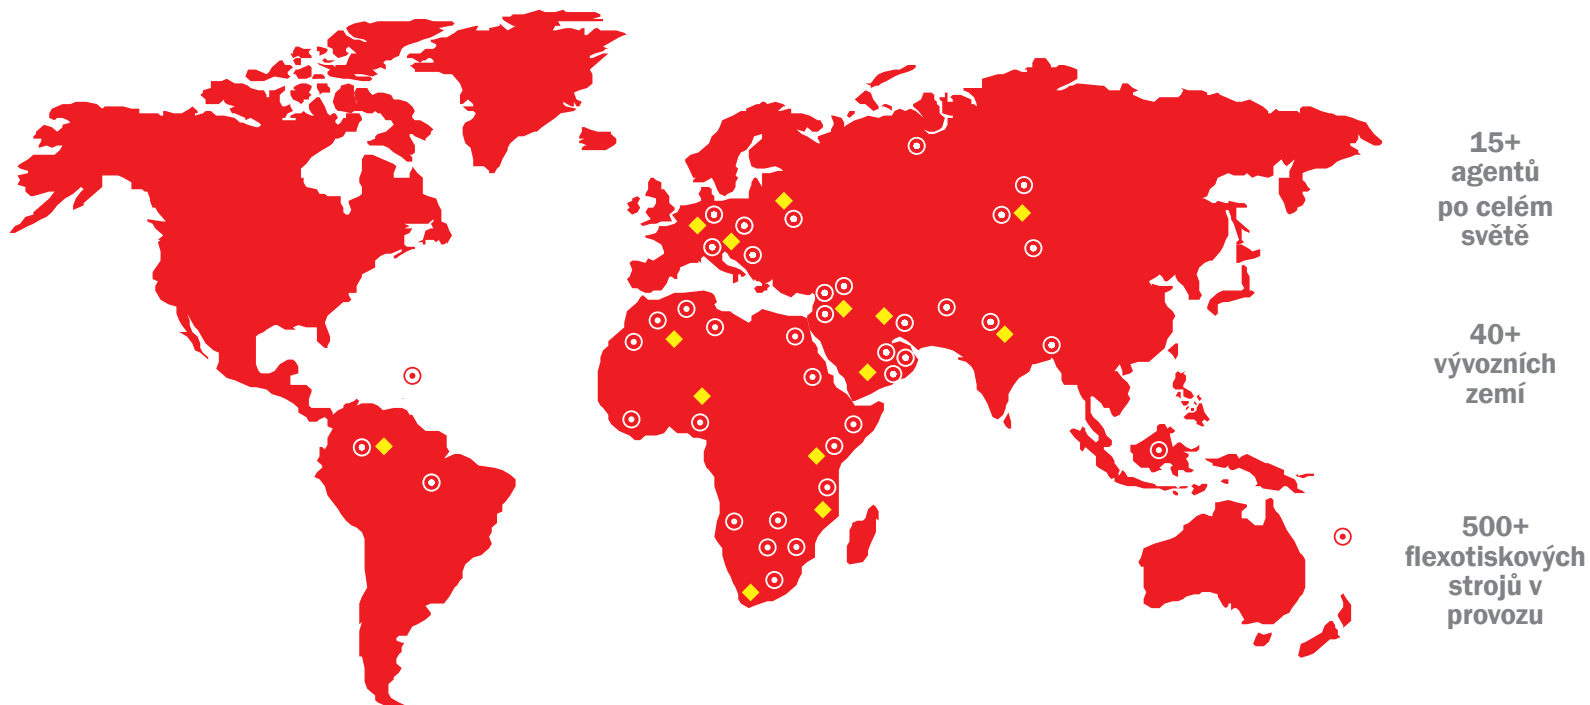 15+
agentů
po celém
světě
40+
vývozních
zemí
500+
flexotiskových
strojů v
provozu